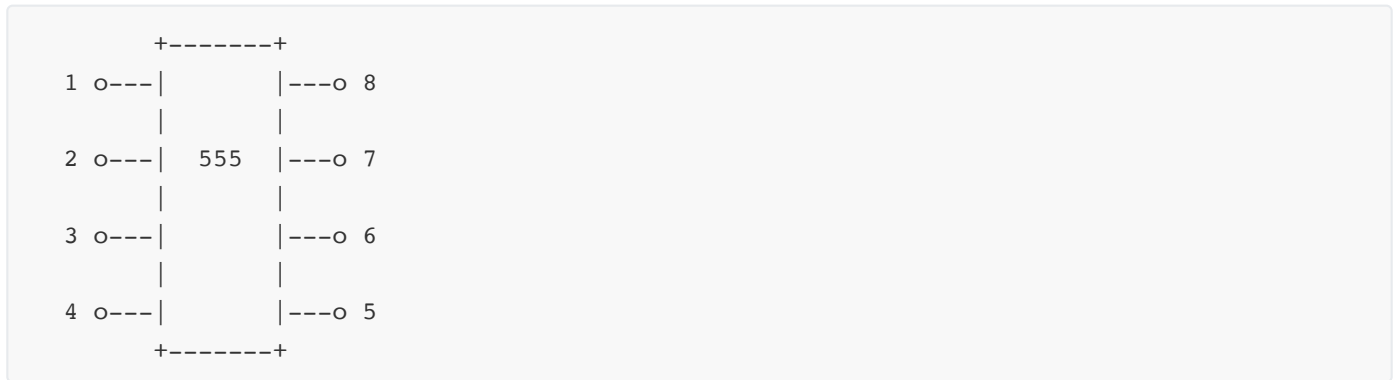 +-------+
1 o---|       |---o 8
      |       |
2 o---|  555  |---o 7
      |       |
3 o---|       |---o 6
      |       |
4 o---|       |---o 5
      +-------+